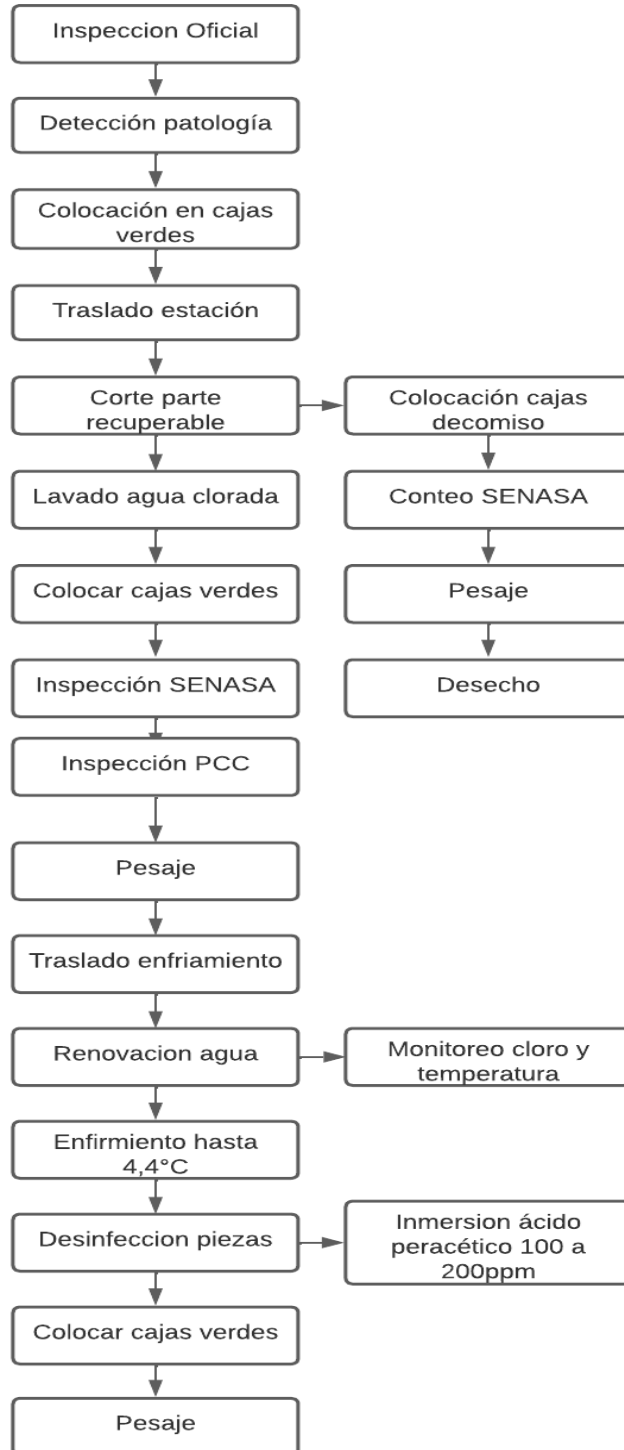 Inspeccion Oficial
Detección patología
Colocación en cajas
verdes
Traslado estación
Corte parte
recuperable
Colocación cajas
decomiso
Lavado agua clorada
Conteo SENASA
Colocar cajas verdes
Pesaje
Inspección SENASA
Desecho
Inspección PCC
Pesaje
Traslado enfriamiento
Renovacion agua
Monitoreo cloro y
temperatura
Enfirmiento hasta
4,4°C
Desinfeccion piezas
Inmersion ácido
peracético 100 a
200ppm
Colocar cajas verdes
Pesaje